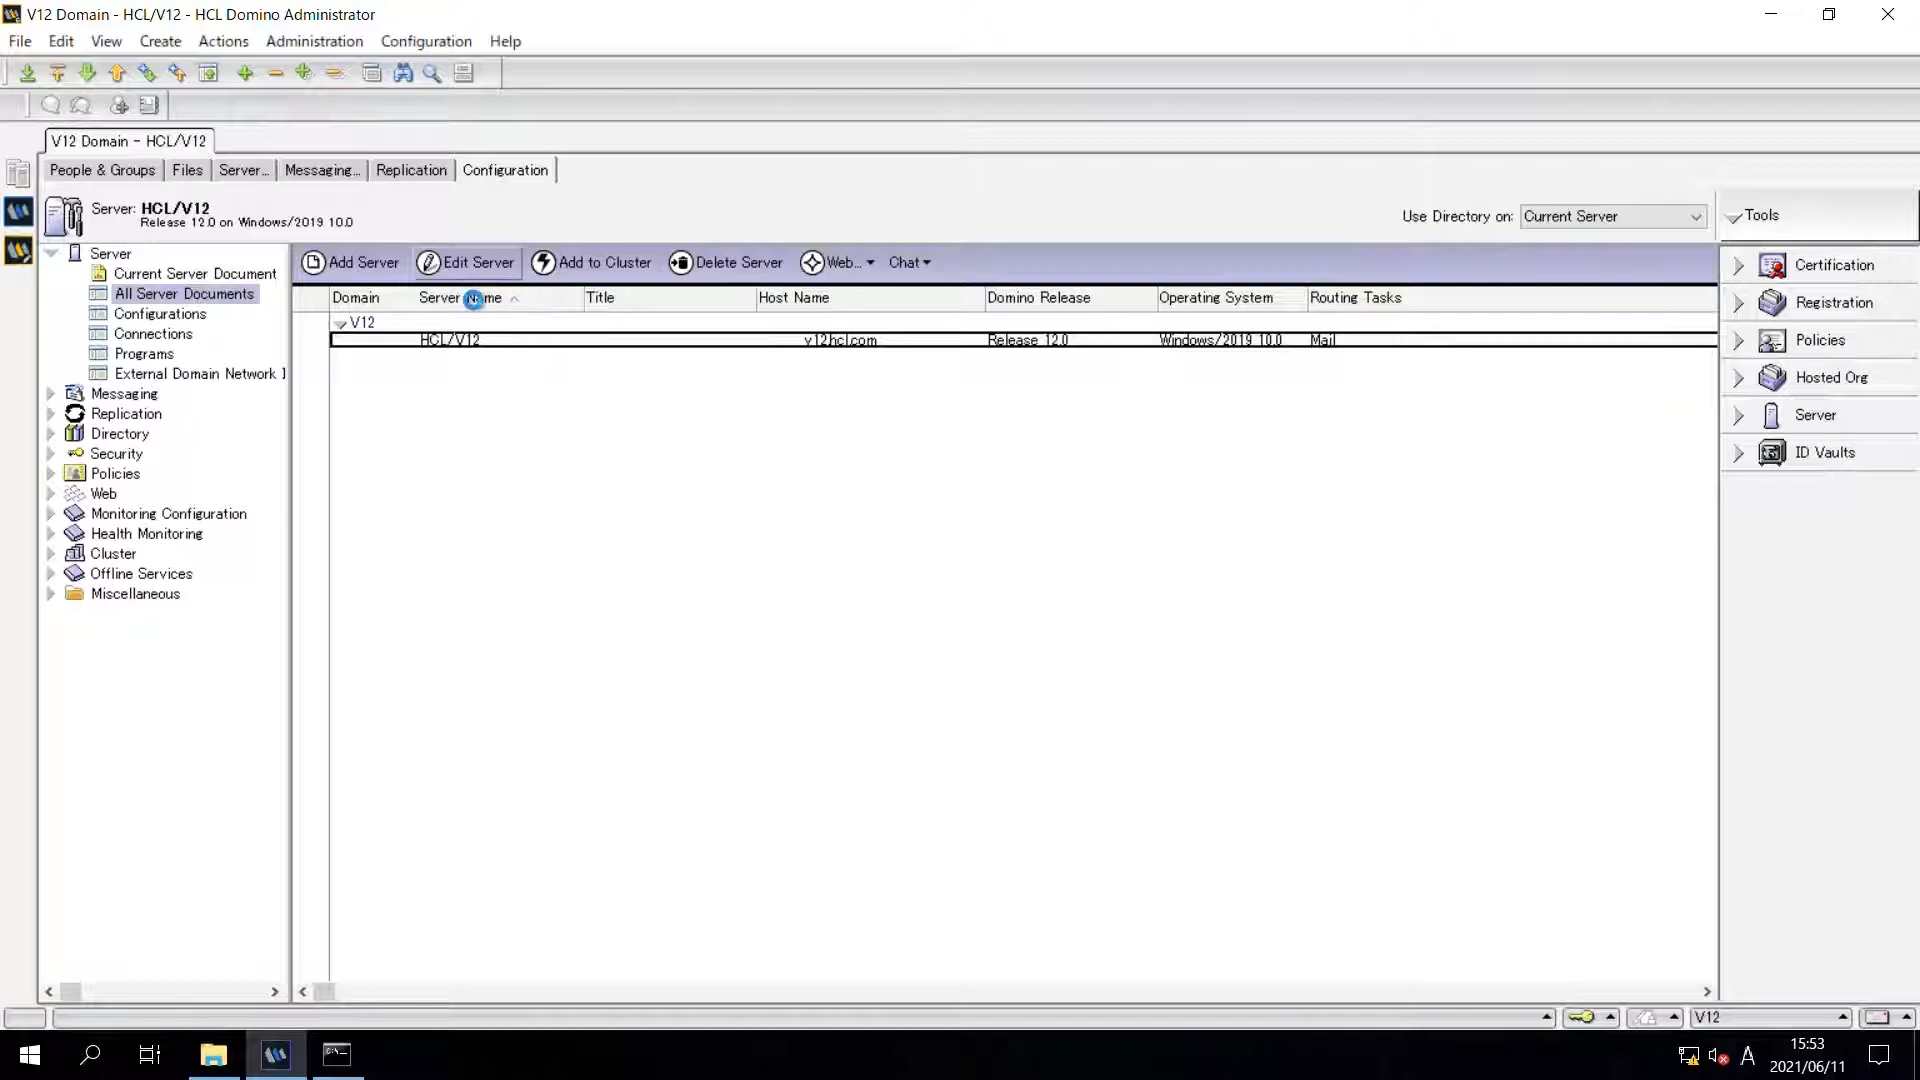 V12 Domain - HCL/V12 - HCL Domino Administrator
File Edit View Create Actions Administration Configuration Help
V12 Domain - HCL/V12
People & Groups Files Server... Messaging... Replication Configuration
Server: HCL/V12
Release 12.0 on Windows/2019 10.0
Use Directory on: Current Server
Tools
Server
Current Server Document
All Server Documents
Configurations
Connections
Programs
External Domain Network I
Messaging
Replication
Directory
Security
Policies
Web
Monitoring Configuration
Health Monitoring
Cluster
Offline Services
Miscellaneous
Add Server Edit Server Add to Cluster Delete Server Web... Chat
Domain Server Title Host Name Domino Release Operating System Routing Tasks
V12
HCL/V12 v12.hcl.com Release 12.0 Windows/2019 10.0 Mail
Certification
Registration
Policies
Hosted Org
Server
ID Vaults
V12
A
15:53
2021/06/11